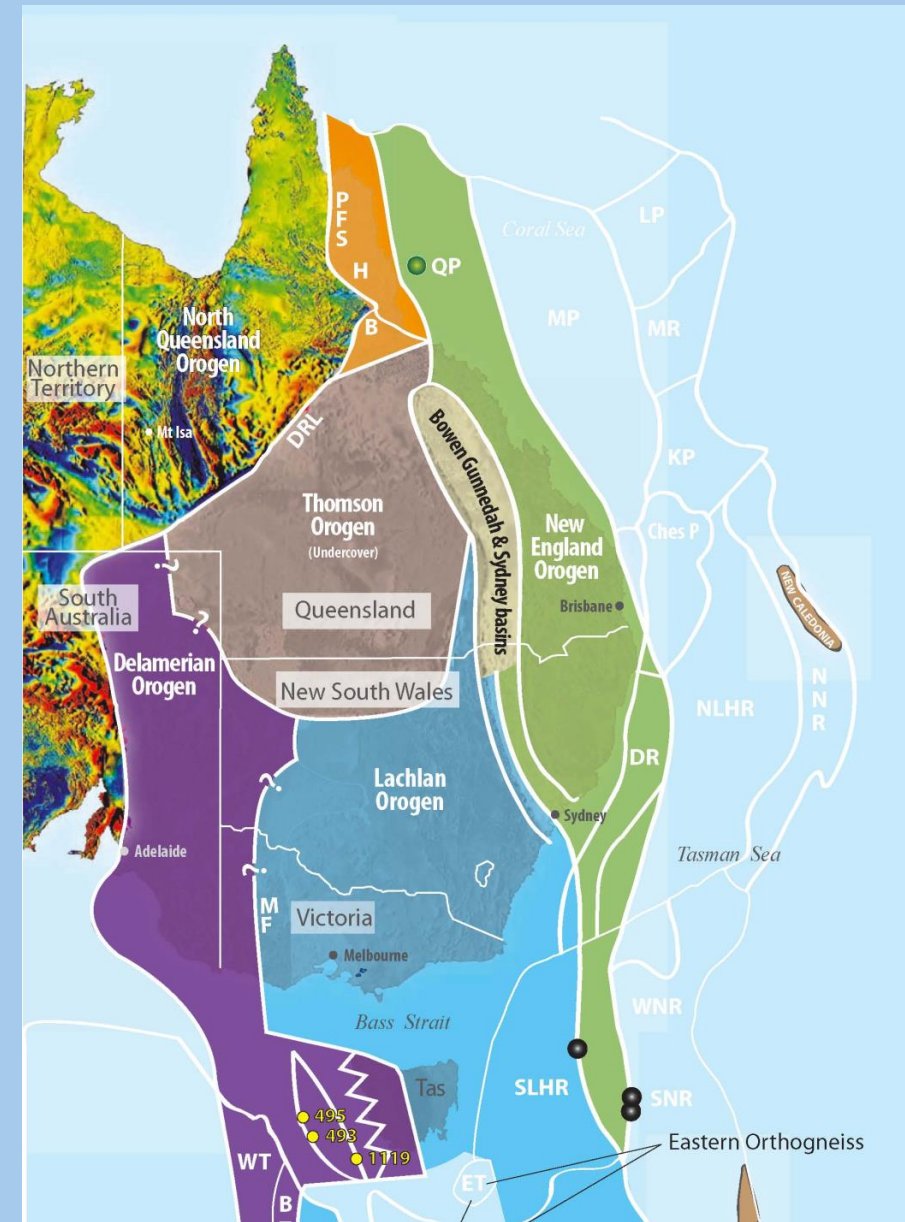 LP
P
F
S
Coral Sea
H
QP
MP
North
Queensland
Orogen
B
MR
Northern
Territory
Mt Isa
DRL
Bowen Gunnedah & Sydney basins
KP
Thomson
Orogen
(Undercover)
New
England
Orogen
Ches P
?
South
Australia
Queensland
Brisbane
NEW CALEDONIA
?
Delamerian
Orogen
New South Wales
N
N
R
NLHR
DR
Lachlan
Orogen
?
Sydney
Adelaide
Tasman Sea
?
M
F
Victoria
Melbourne
WNR
Bass Strait
Tas
SLHR
SNR
495
493
1119
Eastern Orthogneiss
WT
ET
B